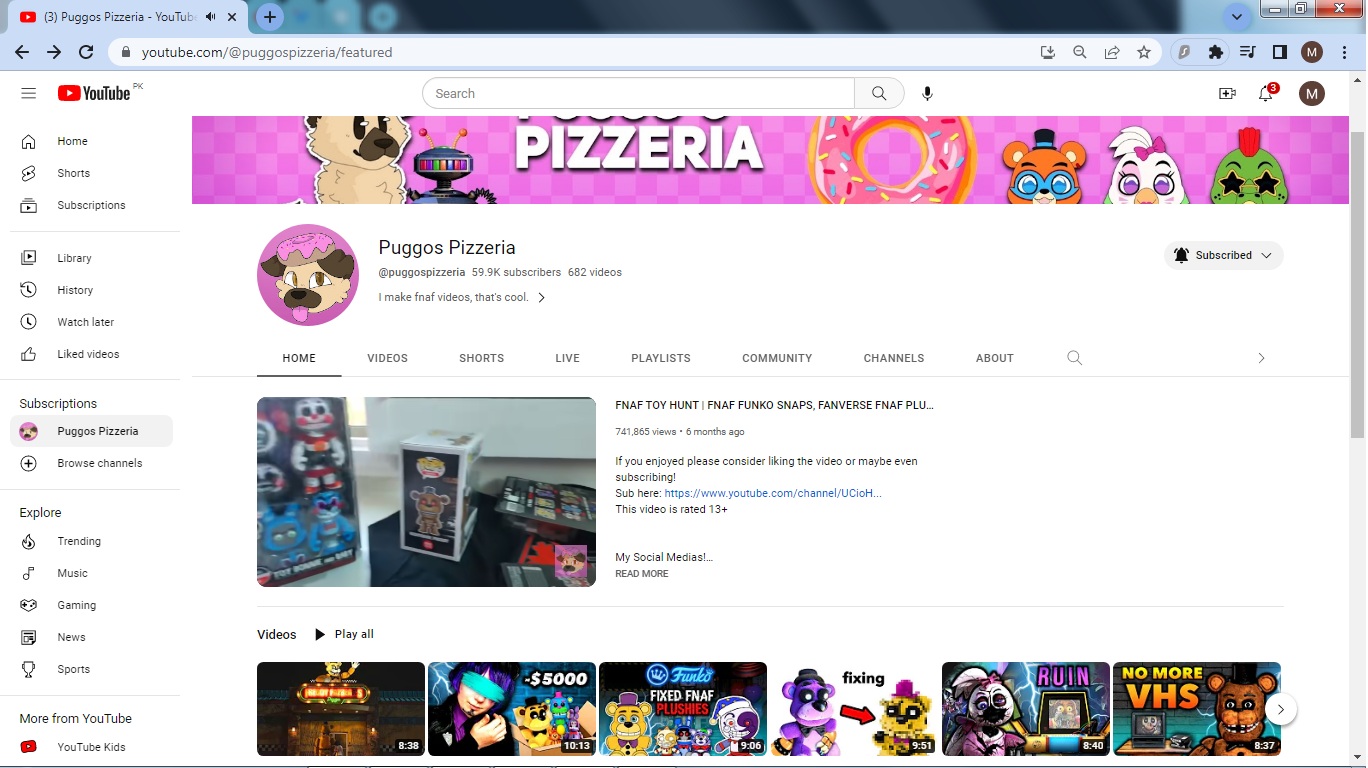 (3) Puggos Pizzeria - YouTube
youtube.com/@puggospizzeria/featured
M
YouTube PK
Search
3
M
PIZZERIA
Home
Shorts
Subscriptions
Library
History
Watch later
Liked videos
Subscriptions
Puggos Pizzeria
Browse channels
Explore
Trending
Music
Gaming
News
Sports
More from YouTube
YouTube Kids
Puggos Pizzeria
@puggospizzeria 59.9K subscribers 682 videos
I make fnaf videos, that's cool.
Subscribed
HOME VIDEOS SHORTS LIVE PLAYLISTS COMMUNITY CHANNELS ABOUT
FNAF TOY HUNT | FNAF FUNKO SNAPS, FANVERSE FNAF PLU...
741,865 views • 6 months ago
If you enjoyed please consider liking the video or maybe even
subscribing!
Sub here: https://www.youtube.com/channel/UCioH...
This video is rated 13+
My Social Medias!...
READ MORE
Videos Play all
8:38
~$5000
10:13
Funko
FIXED FNAF
PLUSHIES
9:06
fixing
9:51
RUIN
8:40
NO MORE
VHS
8:37